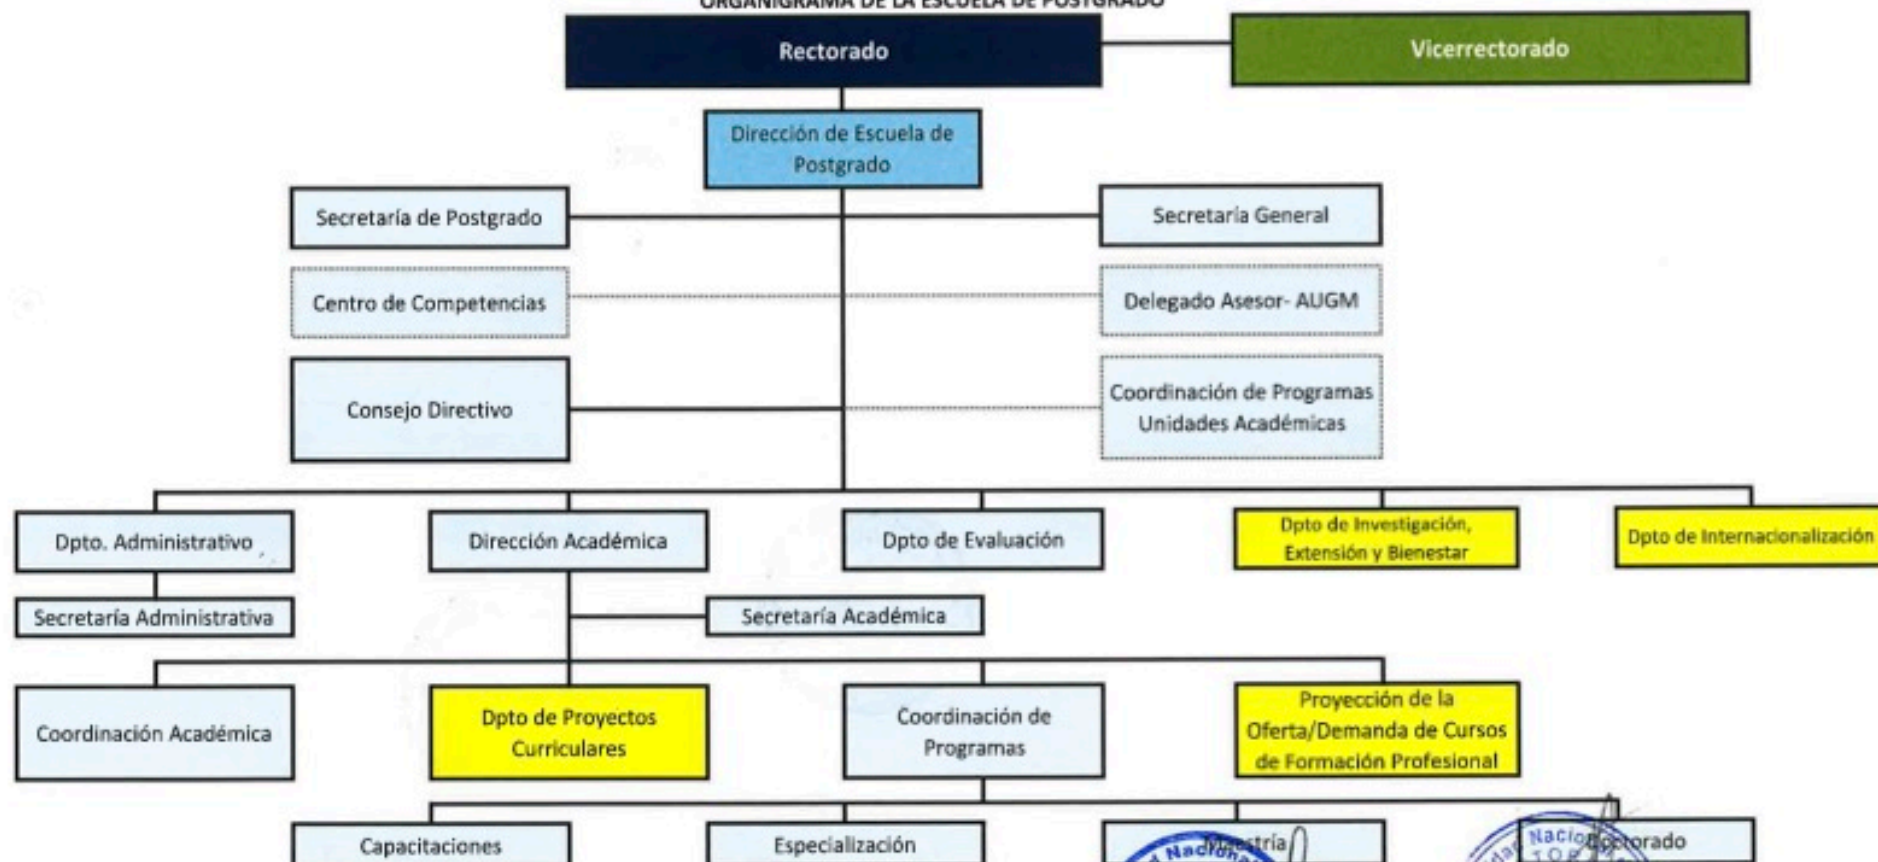 ORGANIGRAMA DE LA ESCUELA DE POSTGRADO
Rectorado
Vicerrectorado
Dirección de Escuela de
Postgrado
Secretaría de Postgrado
Secretaría General
Centro de Competencias
Delegado Asesor- AUGM
Consejo Directivo
Coordinación de Programas
Unidades Académicas
Dpto. Administrativo
Dirección Académica
Dpto de Evaluación
Dpto de Investigación,
Extensión y Bienestar
Dpto de Internacionalización
Secretaría Administrativa
Secretaría Académica
Coordinación Académica
Dpto de Proyectos
Curriculares
Coordinación de
Programas
Proyección de la
Oferta/Demanda de Cursos
de Formación Profesional
Capacitaciones
Especialización
Maestría
Doctorado